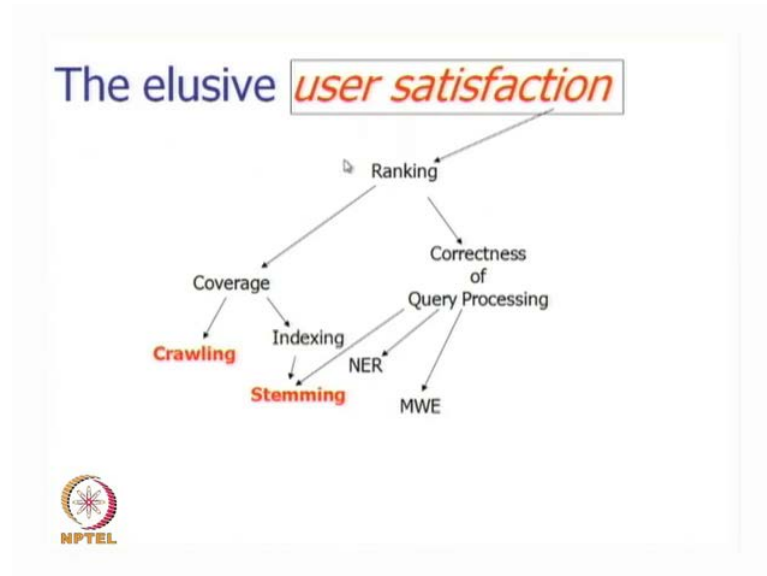 The elusive user satisfaction
Ranking
Correctness
of
Query Processing
Coverage
Indexing
Crawling
NER
Stemming
MWE
NPTEL